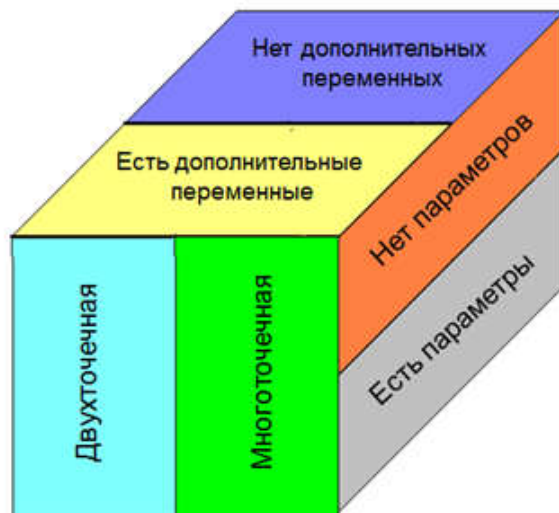 Нет дополнительных
переменных
Есть дополнительные
переменные
Нет параметров
Есть параметры
Двухточечная
Многоточечная